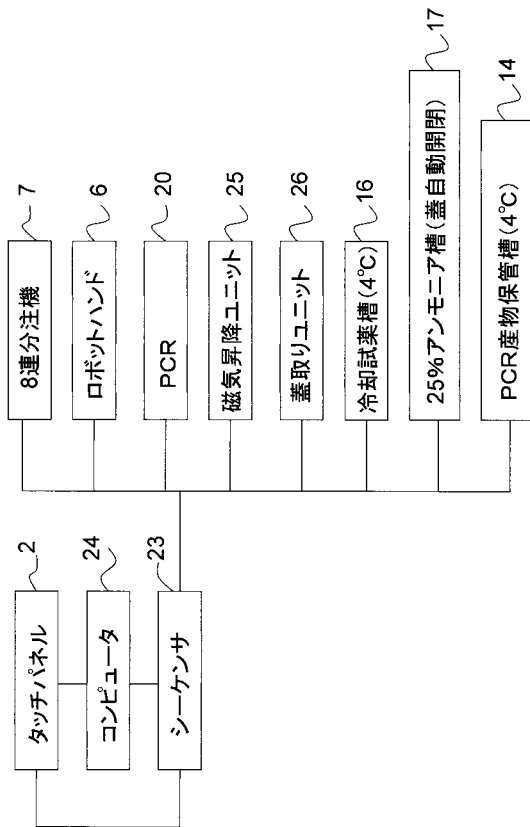 タッチパネル
2
コンピュータ
24
シーケンサ
23
8連分注機
7
ロボットハンド
6
PCR
20
磁気昇降ユニット
25
蓋取りユニット
26
冷却試薬槽(4℃)
16
25%アンモニア槽(蓋自動開閉)
17
PCR産物保管槽(4℃)
14